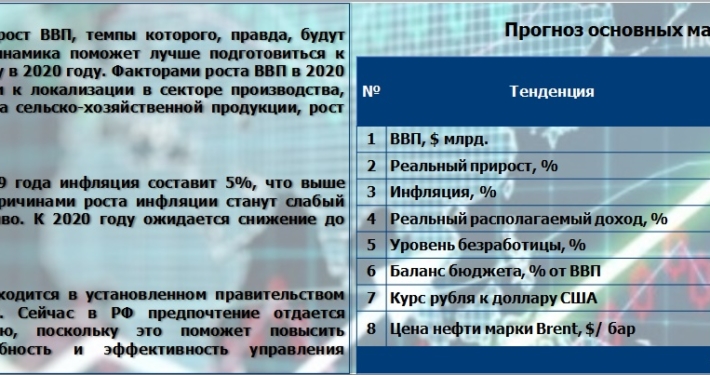 рост ВВП, темпы которого, правда, будут
инамика поможет лучше подготовиться к
у в 2020 году. Факторами роста ВВП в 2020
и к локализации в секторе производства,
а сельско-хозяйственной продукции, рост
9 года инфляция составит 5%, что выше
ричинами роста инфляции станут слабый
иво. К 2020 году ожидается снижение до
ходится в установленном правительством
. Сейчас в РФ предпочтение отдается
ю, поскольку это поможет повысить
бность и эффективность управления
Прогноз основных ма
№ Тенденция
1 ВВП, $ млрд.
2 Реальный прирост, %
3 Инфляция, %
4 Реальный располагаемый доход, %
5 Уровень безработицы, %
6 Баланс бюджета, % от ВВП
7 Курс рубля к доллару США
8 Цена нефти марки Brent, $/ бар